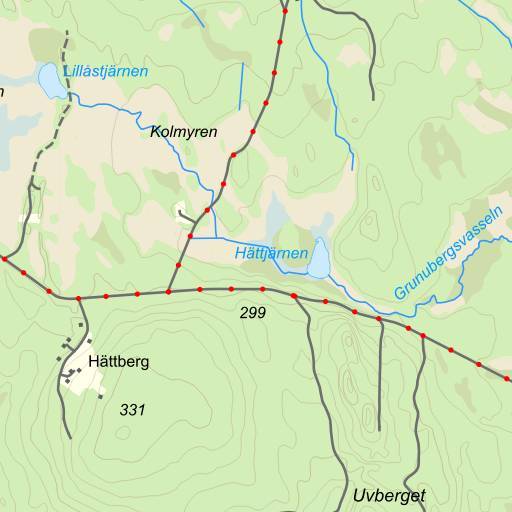 Lillåstjärnen
n
Kolmyren
Grunubergsvasseln
Hättjärnen
299
Hättberg
331
Uvberget